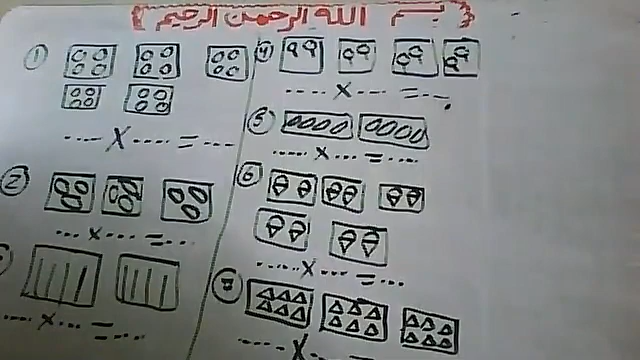 بسم الله الرحمن الرحيم
1
---- X ---- = ---
2
--- X --- = ---
---- X --- = ---
4
---- X --- = ---
5
----- X --- = ---
6
----- X --- = ---
---- X --- =